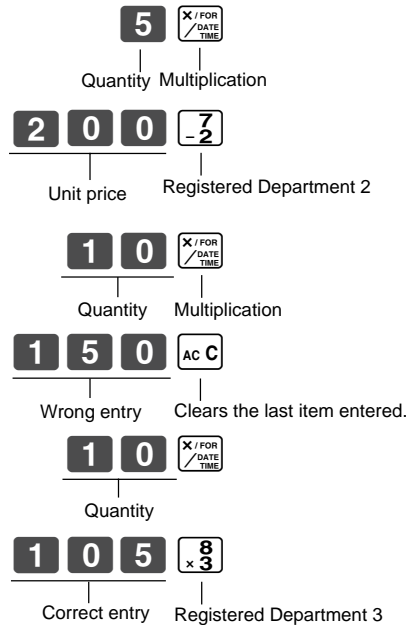 5 X / FOR / DATE TIME
Quantity Multiplication
2 0 0 7 - 2
Unit price Registered Department 2
1 0 X / FOR / DATE TIME
Quantity Multiplication
1 5 0 AC C
Wrong entry Clears the last item entered.
1 0 X / FOR / DATE TIME
Quantity
1 0 5 8 × 3
Correct entry Registered Department 3